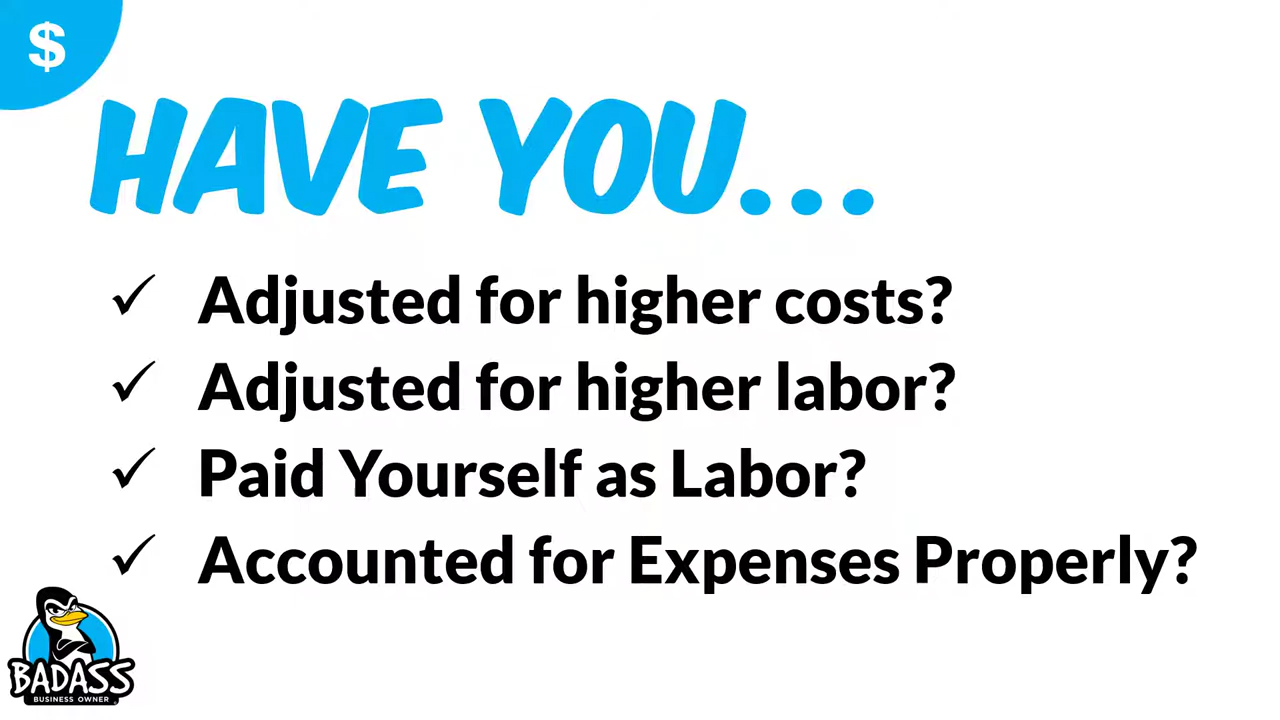 $
HAVE YOU...
✓ Adjusted for higher costs?
✓ Adjusted for higher labor?
✓ Paid Yourself as Labor?
✓ Accounted for Expenses Properly?
BADASS
BUSINESS OWNER